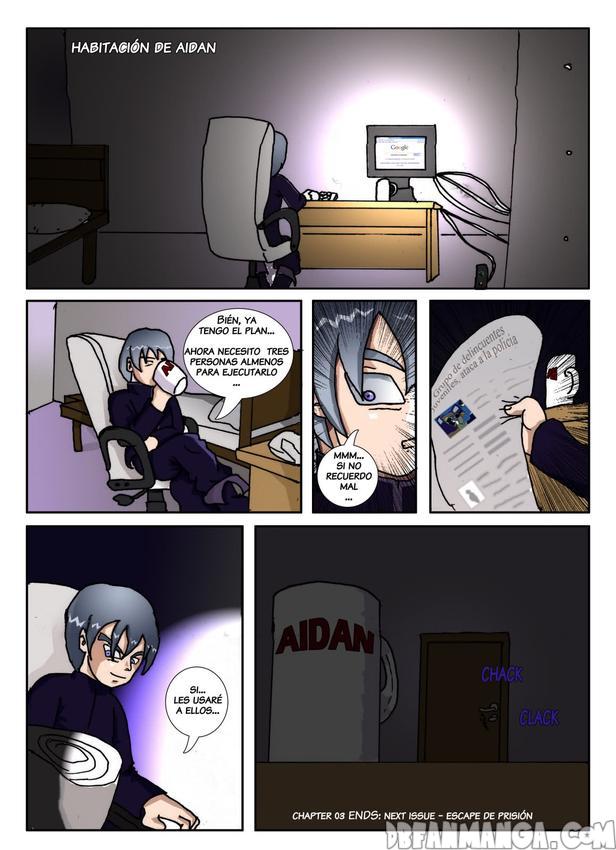 HABITACIÓN DE AIDAN
Google
BIÉN, YA
TENGO EL PLAN...
AHORA NECESITO TRES
PERSONAS ALMENOS
PARA EJECUTARLO
...
A
MMM...
SI NO
RECUERDO
MAL
...
Grupo de delincuentes
juveniles, ataca a la policía
A
SI...
LES USARÉ
A ELLOS...
AIDAN
CHACK
CLACK
CHAPTER 03 ENDS: NEXT ISSUE - ESCAPE DE PRISIÓN
DBFANMANGA.COM